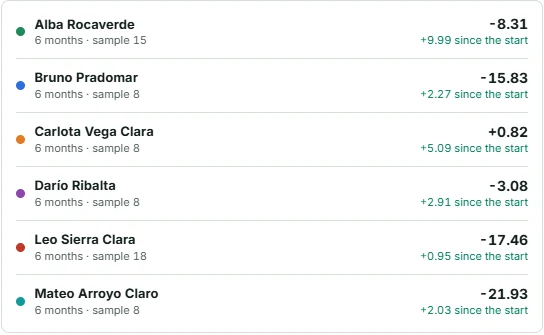 Alba Rocaverde
-8.31
6 months · sample 15
+9.99 since the start
Bruno Pradomar
-15.83
6 months · sample 8
+2.27 since the start
Carlota Vega Clara
+0.82
6 months · sample 8
+5.09 since the start
Darío Ribalta
-3.08
6 months · sample 8
+2.91 since the start
Leo Sierra Clara
-17.46
6 months · sample 18
+0.95 since the start
Mateo Arroyo Claro
-21.93
6 months · sample 8
+2.03 since the start